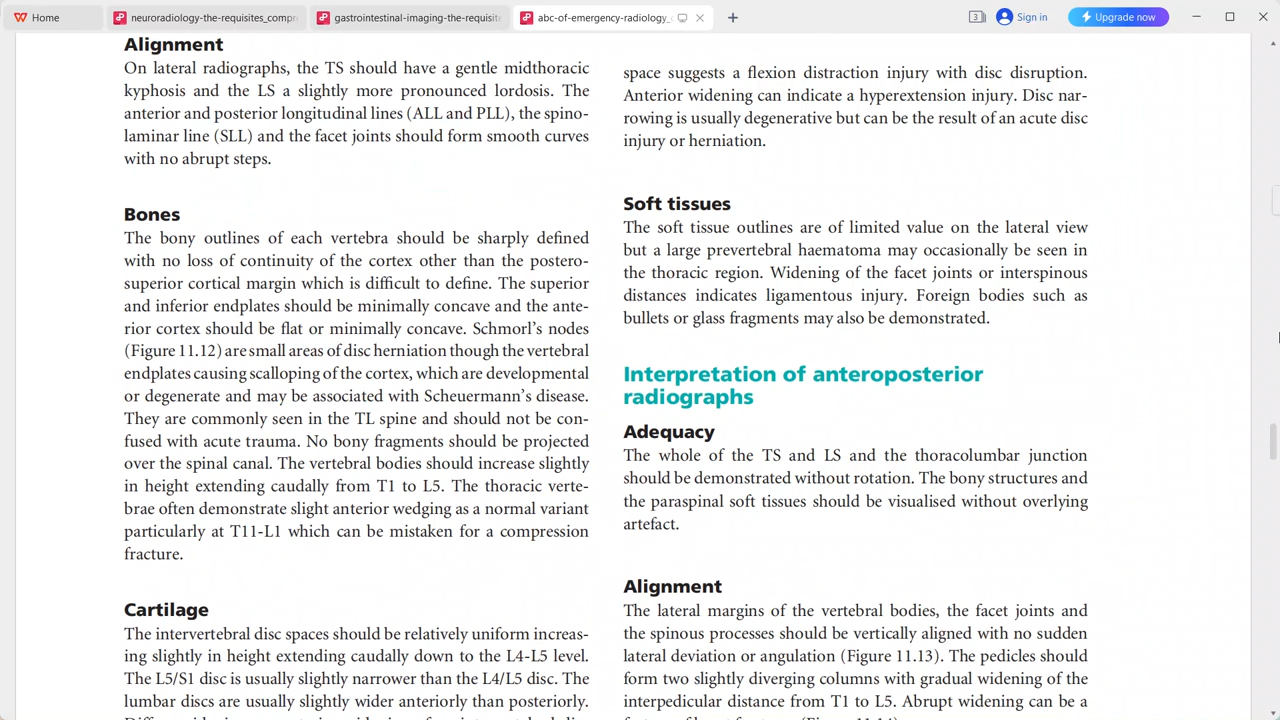 Home
neuroradiology-the-requisites_compr
gastrointestinal-imaging-the-requisite
abc-of-emergency-radiology_
3
Sign in
Upgrade now
Alignment
On lateral radiographs, the TS should have a gentle midthoracic
kyphosis and the LS a slightly more pronounced lordosis. The
anterior and posterior longitudinal lines (ALL and PLL), the spino-
laminar line (SLL) and the facet joints should form smooth curves
with no abrupt steps.
Bones
The bony outlines of each vertebra should be sharply defined
with no loss of continuity of the cortex other than the postero-
superior cortical margin which is difficult to define. The superior
and inferior endplates should be minimally concave and the ante-
rior cortex should be flat or minimally concave. Schmorl's nodes
(Figure 11.12) are small areas of disc herniation though the vertebral
endplates causing scalloping of the cortex, which are developmental
or degenerate and may be associated with Scheuermann's disease.
They are commonly seen in the TL spine and should not be con-
fused with acute trauma. No bony fragments should be projected
over the spinal canal. The vertebral bodies should increase slightly
in height extending caudally from T1 to L5. The thoracic verte-
brae often demonstrate slight anterior wedging as a normal variant
particularly at T11-L1 which can be mistaken for a compression
fracture.
Cartilage
The intervertebral disc spaces should be relatively uniform increas-
ing slightly in height extending caudally down to the L4-L5 level.
The L5/S1 disc is usually slightly narrower than the L4/L5 disc. The
lumbar discs are usually slightly wider anteriorly than posteriorly.
space suggests a flexion distraction injury with disc disruption.
Anterior widening can indicate a hyperextension injury. Disc nar-
rowing is usually degenerative but can be the result of an acute disc
injury or herniation.
Soft tissues
The soft tissue outlines are of limited value on the lateral view
but a large prevertebral haematoma may occasionally be seen in
the thoracic region. Widening of the facet joints or interspinous
distances indicates ligamentous injury. Foreign bodies such as
bullets or glass fragments may also be demonstrated.
Interpretation of anteroposterior
radiographs
Adequacy
The whole of the TS and LS and the thoracolumbar junction
should be demonstrated without rotation. The bony structures and
the paraspinal soft tissues should be visualised without overlying
artefact.
Alignment
The lateral margins of the vertebral bodies, the facet joints and
the spinous processes should be vertically aligned with no sudden
lateral deviation or angulation (Figure 11.13). The pedicles should
form two slightly diverging columns with gradual widening of the
interpedicular distance from T1 to L5. Abrupt widening can be a